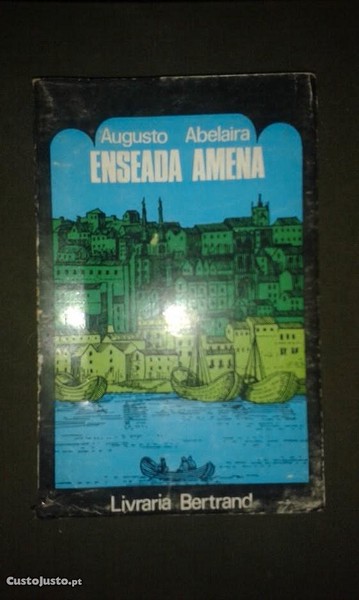 Augusto Abelaira
ENSEADA AMENA
Livraria Bertrand
CustoJusto.pt